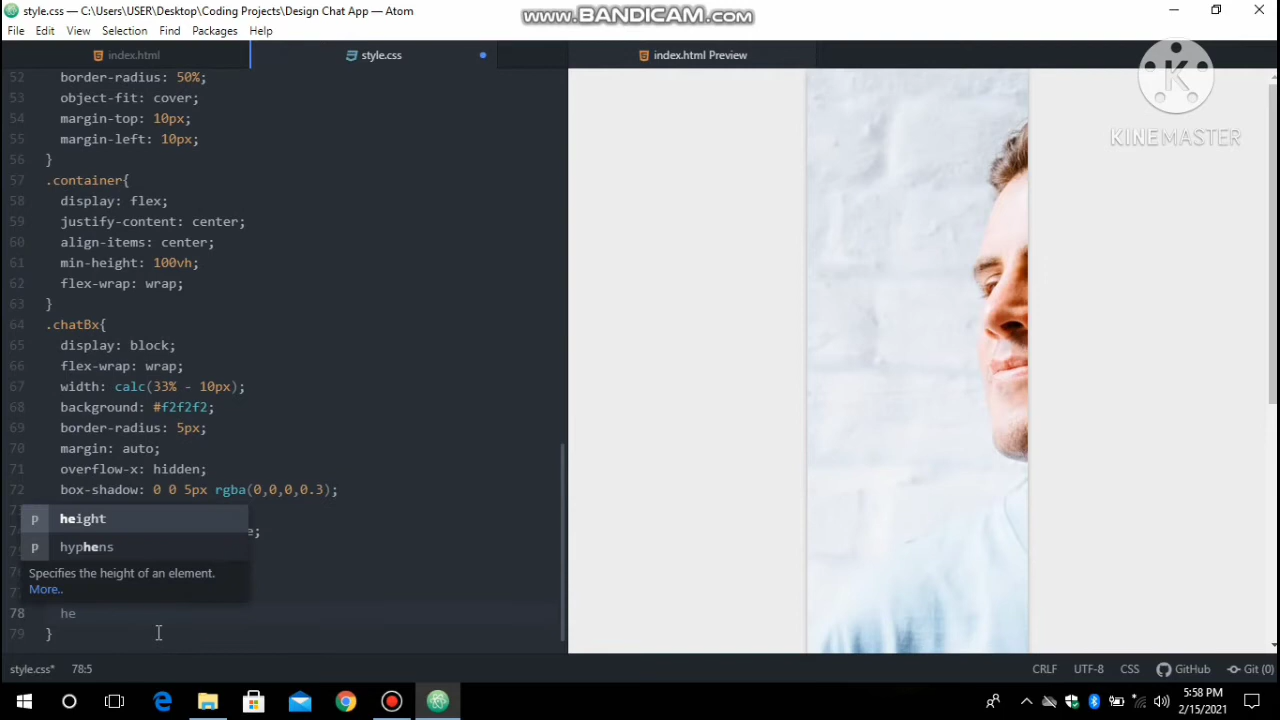 style.css — C:\Users\USER\Desktop\Coding Projects\Design Chat App — Atom
www.BANDICAM.com
File Edit View Selection Find Packages Help
index.html style.css index.html Preview
KINEMASTER
52 border-radius: 50%;
53 object-fit: cover;
54 margin-top: 10px;
55 margin-left: 10px;
56 }
57 .container{
58 display: flex;
59 justify-content: center;
60 align-items: center;
61 min-height: 100vh;
62 flex-wrap: wrap;
63 }
64 .chatBx{
65 display: block;
66 flex-wrap: wrap;
67 width: calc(33% - 10px);
68 background: #f2f2f2;
69 border-radius: 5px;
70 margin: auto;
71 overflow-x: hidden;
72 box-shadow: 0 0 5px rgba(0,0,0,0.3);
p height
e;
p hyphens
Specifies the height of an element.
More..
78 he
79 }
style.css* 78:5 CRLF UTF-8 CSS GitHub Git (0)
5:58 PM
2/15/2021